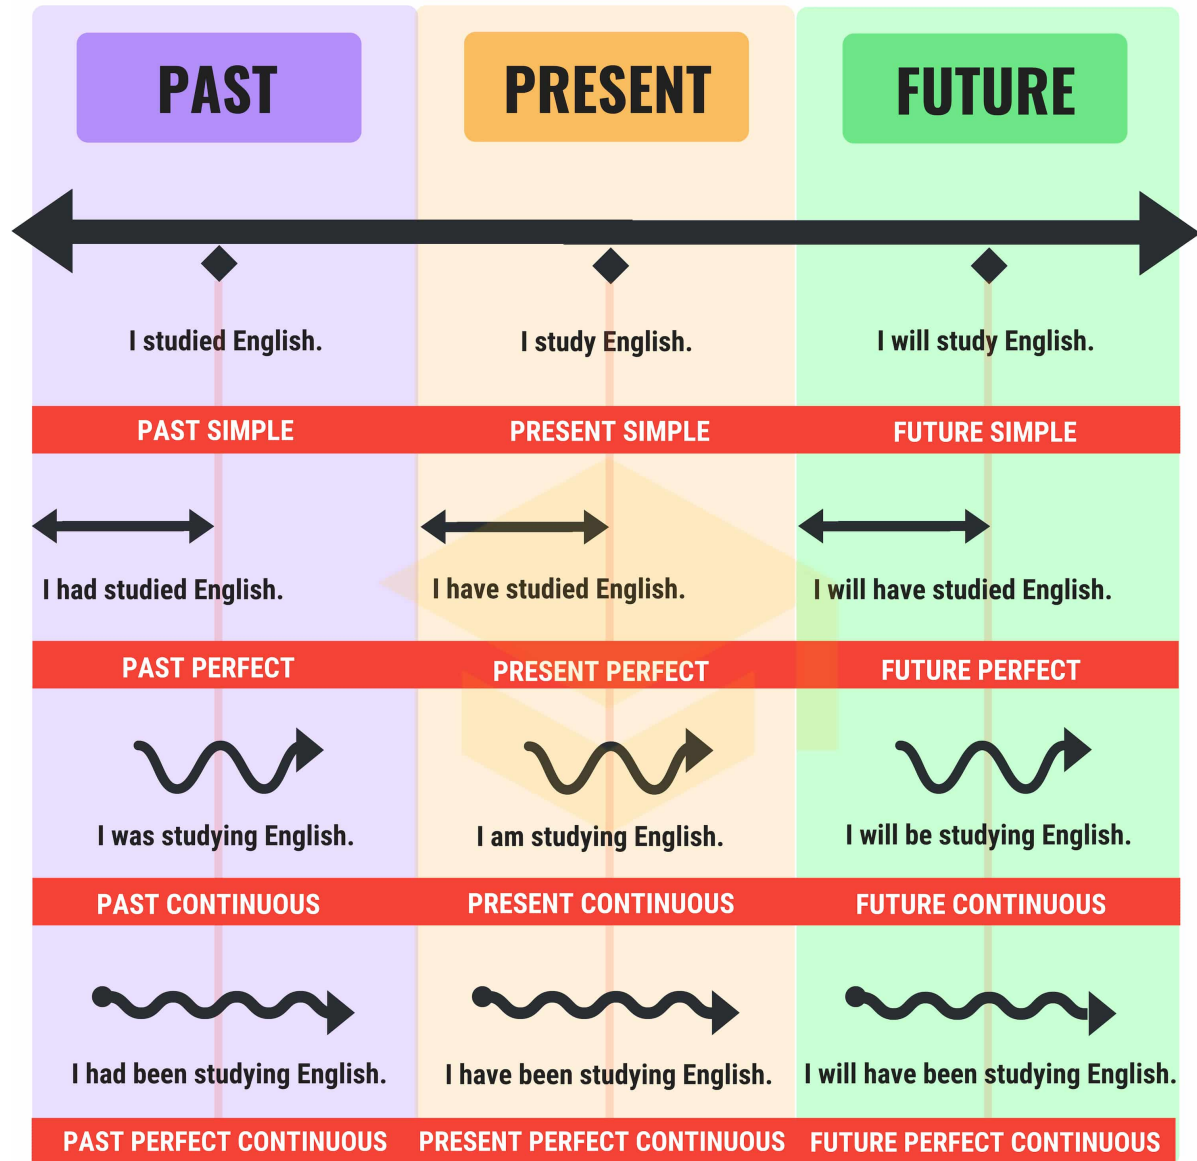 PAST
PRESENT
FUTURE
I studied English.
I study English.
I will study English.
PAST SIMPLE
PRESENT SIMPLE
FUTURE SIMPLE
I had studied English.
I have studied English.
I will have studied English.
PAST PERFECT
PRESENT PERFECT
FUTURE PERFECT
I was studying English.
I am studying English.
I will be studying English.
PAST CONTINUOUS
PRESENT CONTINUOUS
FUTURE CONTINUOUS
I had been studying English.
I have been studying English.
I will have been studying English.
PAST PERFECT CONTINUOUS
PRESENT PERFECT CONTINUOUS
FUTURE PERFECT CONTINUOUS